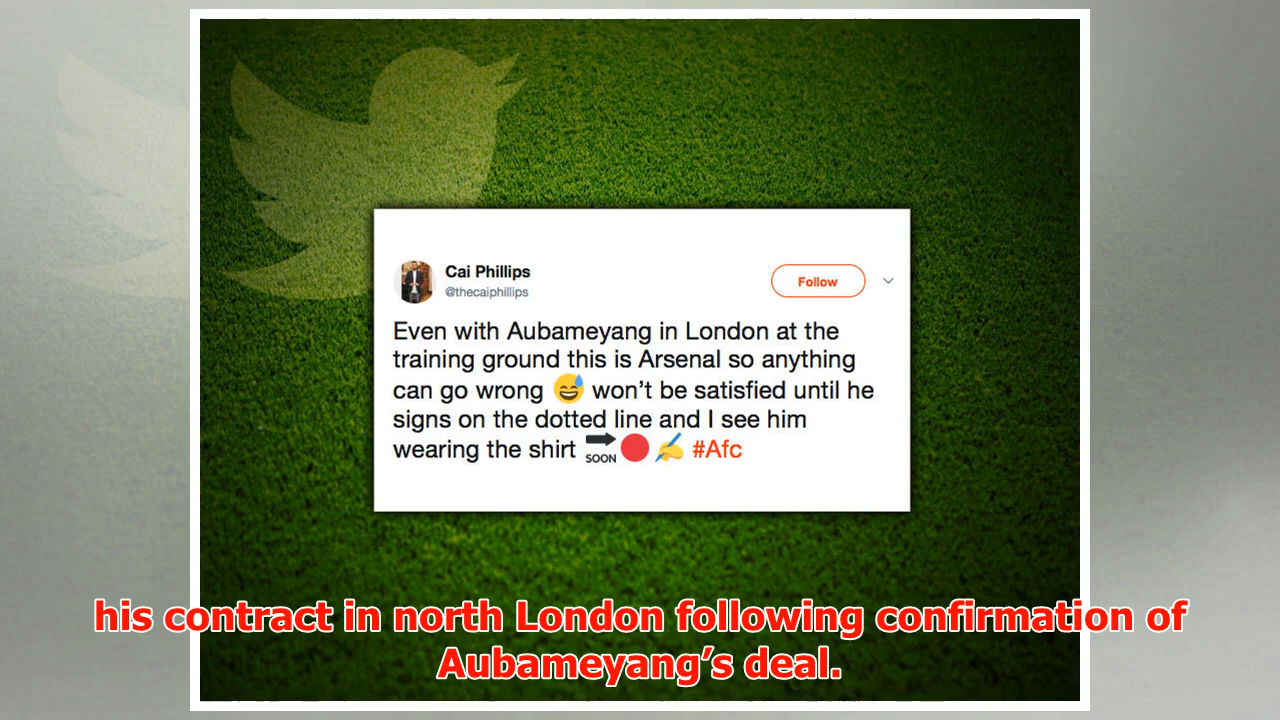 Cai Phillips
@thecaiphillips
Follow
Even with Aubameyang in London at the
training ground this is Arsenal so anything
can go wrong 😅 won’t be satisfied until he
signs on the dotted line and I see him
wearing the shirt 🔜🔴✍️ #Afc
his contract in north London following confirmation of
Aubameyang’s deal.